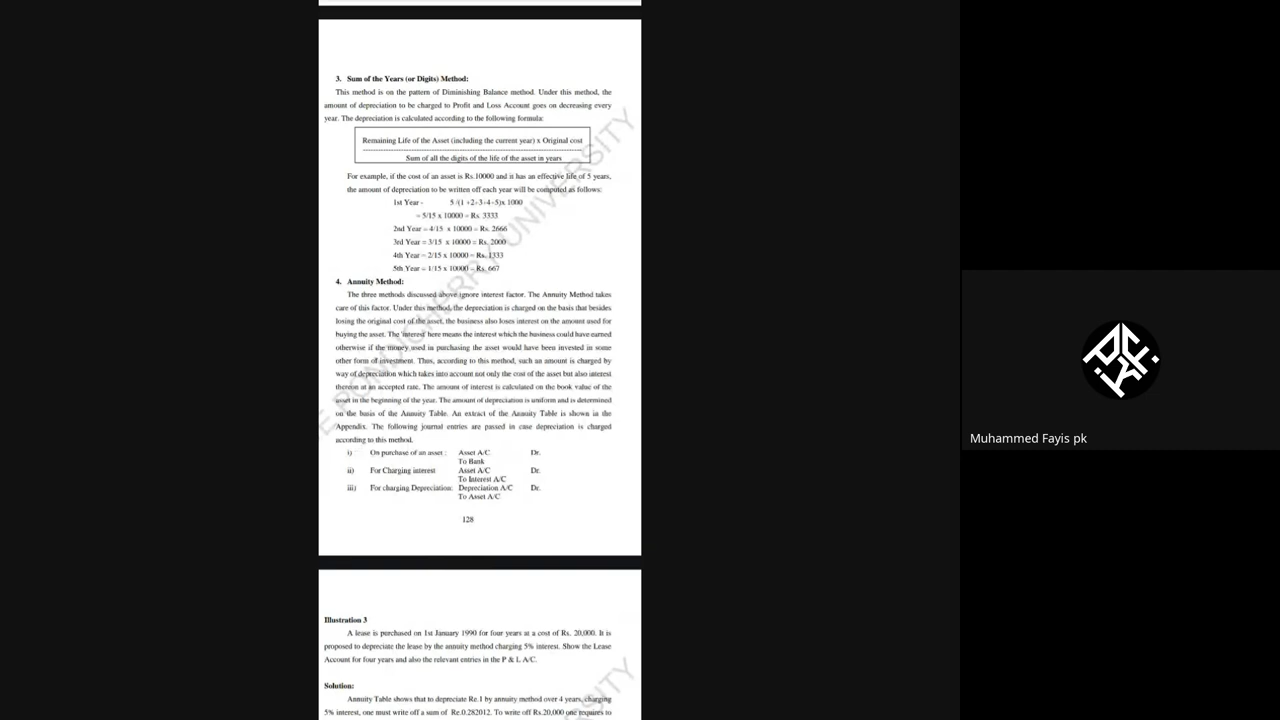 3. Sum of the Years (or Digits) Method:
This method is on the pattern of Diminishing Balance method. Under this method, the
amount of depreciation to be charged to Profit and Loss Account goes on decreasing every
year. The depreciation is calculated according to the following formula:
Remaining Life of the Asset (including the current year) x Original cost
Sum of all the digits of the life of the asset in years
For example, if the cost of an asset is Rs.10000 and it has an effective life of 5 years,
the amount of depreciation to be written off each year will be computed as follows:
1st Year - 5 /(1 +2+3+4-5)x 1000
= 5/15 x 10000 = Rs. 3333
2nd Year = 4/15 x 10000 = Rs. 2666
3rd Year = 3/15 x 10000 = Rs. 2000
4th Year = 2/15 x 10000 = Rs. 1333
5th Year = 1/15 x 10000 = Rs. 667
4. Annuity Method:
The three methods discussed above ignore interest factor. The Annuity Method takes
care of this factor. Under this method, the depreciation is charged on the basis that besides
losing the original cost of the asset, the business also loses interest on the amount used for
buying the asset. The 'interest' here means the interest which the business could have earned
otherwise if the money used in purchasing the asset would have been invested in some
other form of investment. Thus, according to this method, such an amount is charged by
way of depreciation which takes into account not only the cost of the asset but also interest
thereon at an accepted rate. The amount of interest is calculated on the book value of the
asset in the beginning of the year. The amount of depreciation is uniform and is determined
on the basis of the Annuity Table. An extract of the Annuity Table is shown in the
Appendix. The following journal entries are passed in case depreciation is charged
according to this method.
i) On purchase of an asset : Asset A/C Dr.
To Bank
ii) For Charging interest Asset A/C Dr.
To Interest A/C
iii) For charging Depreciation: Depreciation A/C Dr.
To Asset A/C
128
Illustration 3
A lease is purchased on 1st January 1990 for four years at a cost of Rs. 20,000. It is
proposed to depreciate the lease by the annuity method charging 5% interest. Show the Lease
Account for four years and also the relevant entries in the P & L A/C.
Solution:
Annuity Table shows that to depreciate Re.1 by annuity method over 4 years, charging
5% interest, one must write off a sum of Re.0.282012. To write off Rs.20,000 one requires to
Muhammed Fayis pk